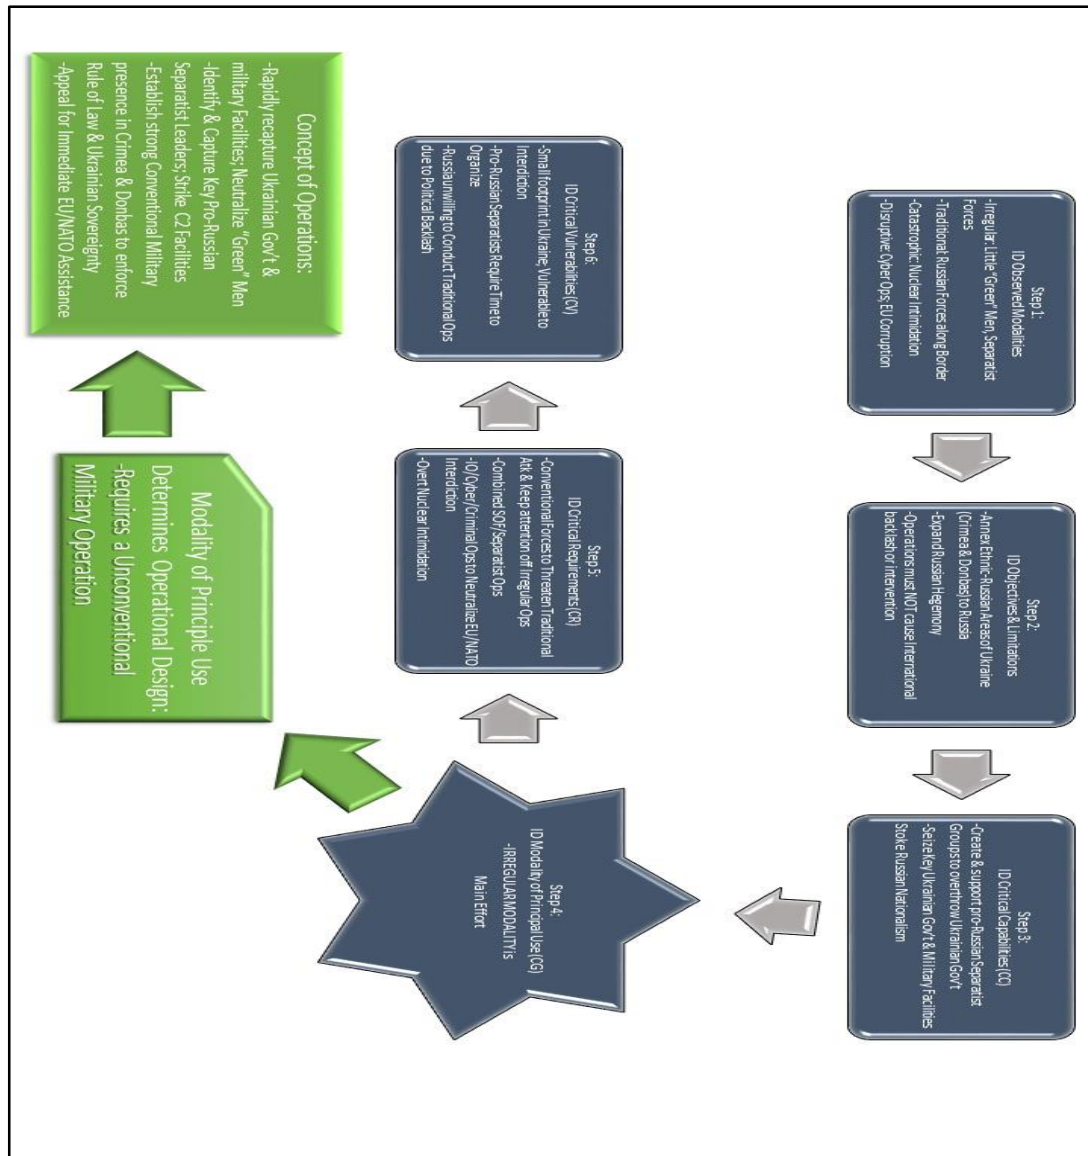 Step 1:
ID Observed Modalities
-Irregular: Little "Green" Men, Separatist
Forces
-Traditional: Russian Forces along Border
-Catastrophic: Nuclear Intimidation
-Disruptive: Cyber Ops; EU Corruption
Step 2:
ID Objectives & Limitations
-Annex Ethnic-Russian Areas of Ukraine
(Crimea & Donbas) to Russia
-Expand Russian Hegemony
-Operations must NOT cause International
backlash or intervention
Step 3:
ID Critical Capabilities (CC)
-Create & support pro-Russian Separatist
Groups to overthrow Ukrainian Gov't
-Seize Key Ukrainian Gov't & Military Facilities
Stoke Russian Nationalism
Step 4:
ID Modality of Principal Use (CG)
-IRREGULAR MODALITY is
Main Effort
Step 5:
ID Critical Requirements (CR)
-Conventional Forces to Threaten Traditional
Atk & Keep attention off Irregular Ops
-Combined SOF/Separatist Ops
-IO/Cyber/Criminal Ops to Neutralize EU/NATO
Interdiction
-Overt Nuclear Intimidation
Step 6:
ID Critical Vulnerabilities (CV)
-Small footprint in Ukraine; Vulnerable to
Interdiction
-Pro-Russian Separatists Require Time to
Organize
-Russia unwilling to Conduct Traditional Ops
due to Political Backlash
Modality of Principle Use
Determines Operational Design:
-Requires a Unconventional
Military Operation
Concept of Operations:
-Rapidly recapture Ukrainian Gov't &
military Facilities; Neutralize "Green" Men
-Identify & Capture Key Pro-Russian
Separatist Leaders; Strike C2 Facilities
-Establish strong Conventional Military
presence in Crimea & Donbas to enforce
Rule of Law & Ukrainian Sovereignty
-Appeal for Immediate EU/NATO Assistance